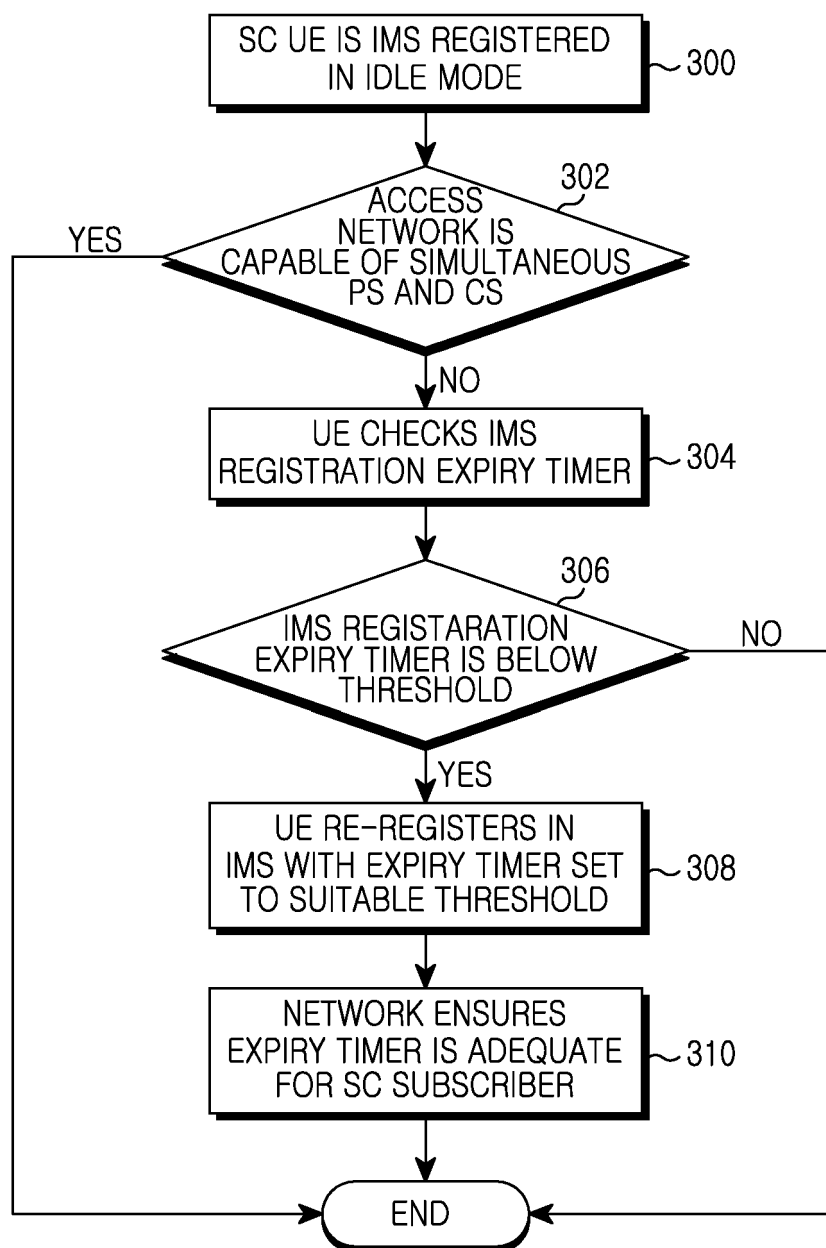 SC UE IS IMS REGISTERED
IN IDLE MODE
300
302
ACCESS
NETWORK IS
CAPABLE OF SIMULTANEOUS
PS AND CS
YES
NO
UE CHECKS IMS
REGISTRATION EXPIRY TIMER
304
306
IMS REGISTARATION
EXPIRY TIMER IS BELOW
THRESHOLD
NO
YES
UE RE-REGISTERS IN
IMS WITH EXPIRY TIMER SET
TO SUITABLE THRESHOLD
308
NETWORK ENSURES
EXPIRY TIMER IS ADEQUATE
FOR SC SUBSCRIBER
310
END